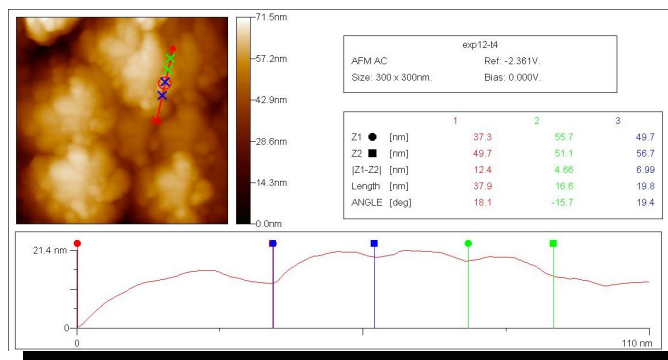 71.5nm
57.2nm
42.9nm
28.6nm
14.3nm
0.0nm
exp12-t4
AFM AC Ref: -2.361V.
Size: 300 x 300nm. Bias: 0.000V.
1 2 3
Z1 [nm] 37.3 55.7 49.7
Z2 [nm] 49.7 51.1 56.7
|Z1-Z2| [nm] 12.4 4.66 6.99
Length [nm] 37.9 16.6 19.8
ANGLE [deg] 18.1 -15.7 19.4
21.4 nm
0
0 110 nm